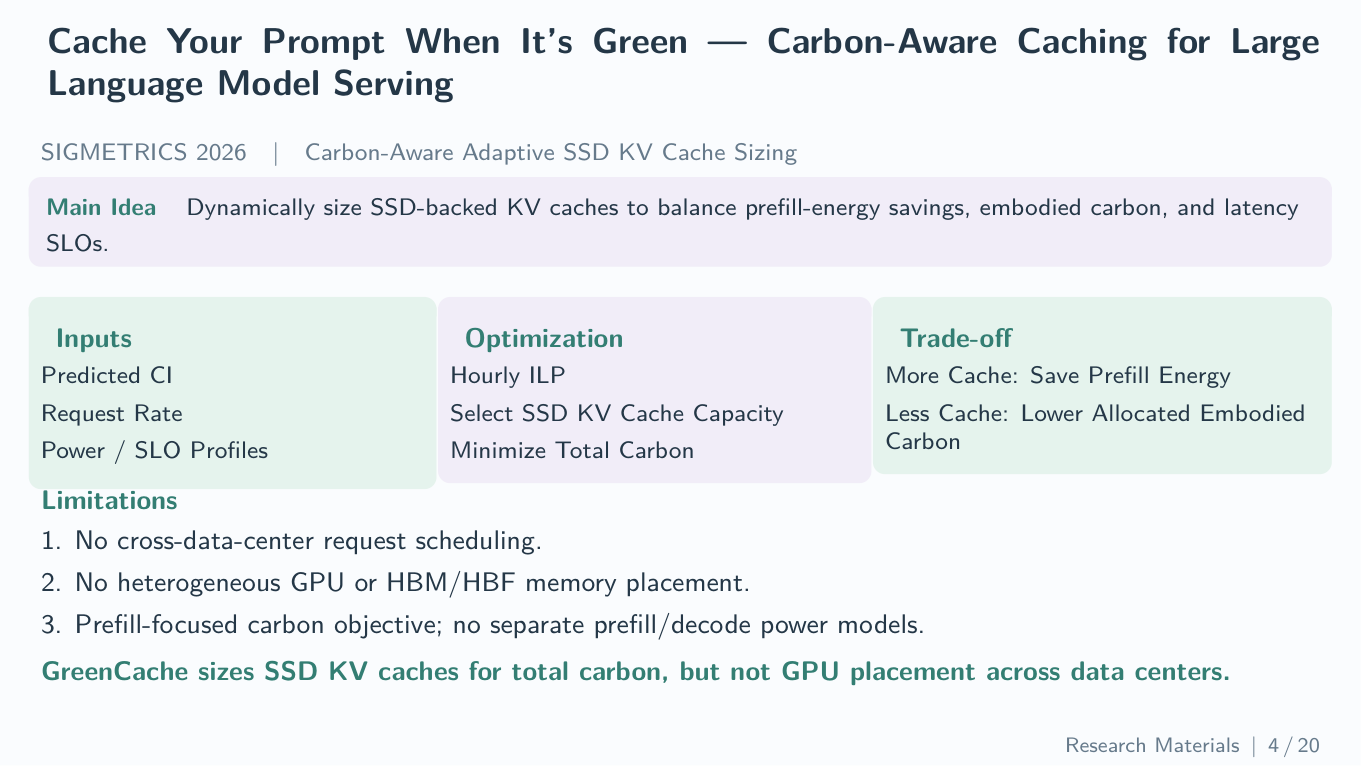 Cache Your Prompt When It's Green — Carbon-Aware Caching for Large
Language Model Serving
SIGMETRICS 2026 | Carbon-Aware Adaptive SSD KV Cache Sizing
Main Idea Dynamically size SSD-backed KV caches to balance prefill-energy savings, embodied carbon, and latency
SLOs.
Inputs
Predicted CI
Request Rate
Power / SLO Profiles
Optimization
Hourly ILP
Select SSD KV Cache Capacity
Minimize Total Carbon
Trade-off
More Cache: Save Prefill Energy
Less Cache: Lower Allocated Embodied
Carbon
Limitations
1. No cross-data-center request scheduling.
2. No heterogeneous GPU or HBM/HBF memory placement.
3. Prefill-focused carbon objective; no separate prefill/decode power models.
GreenCache sizes SSD KV caches for total carbon, but not GPU placement across data centers.
Research Materials | 4 / 20